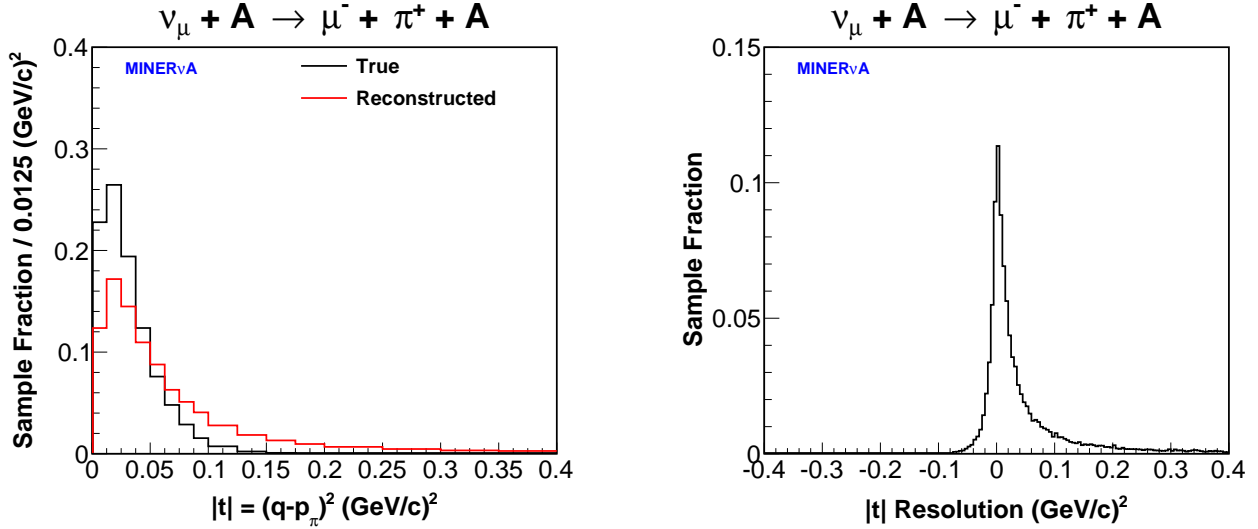 ν_μ + A → μ⁻ + π⁺ + A
MINERνA
True
Reconstructed
0.4
0.3
0.2
0.1
0
Sample Fraction / 0.0125 (GeV/c)²
0 0.05 0.1 0.15 0.2 0.25 0.3 0.35 0.4
|t| = (q-p_π)² (GeV/c)²
ν_μ + A → μ⁻ + π⁺ + A
MINERνA
0.15
0.1
0.05
0
Sample Fraction
-0.4 -0.3 -0.2 -0.1 0 0.1 0.2 0.3 0.4
|t| Resolution (GeV/c)²